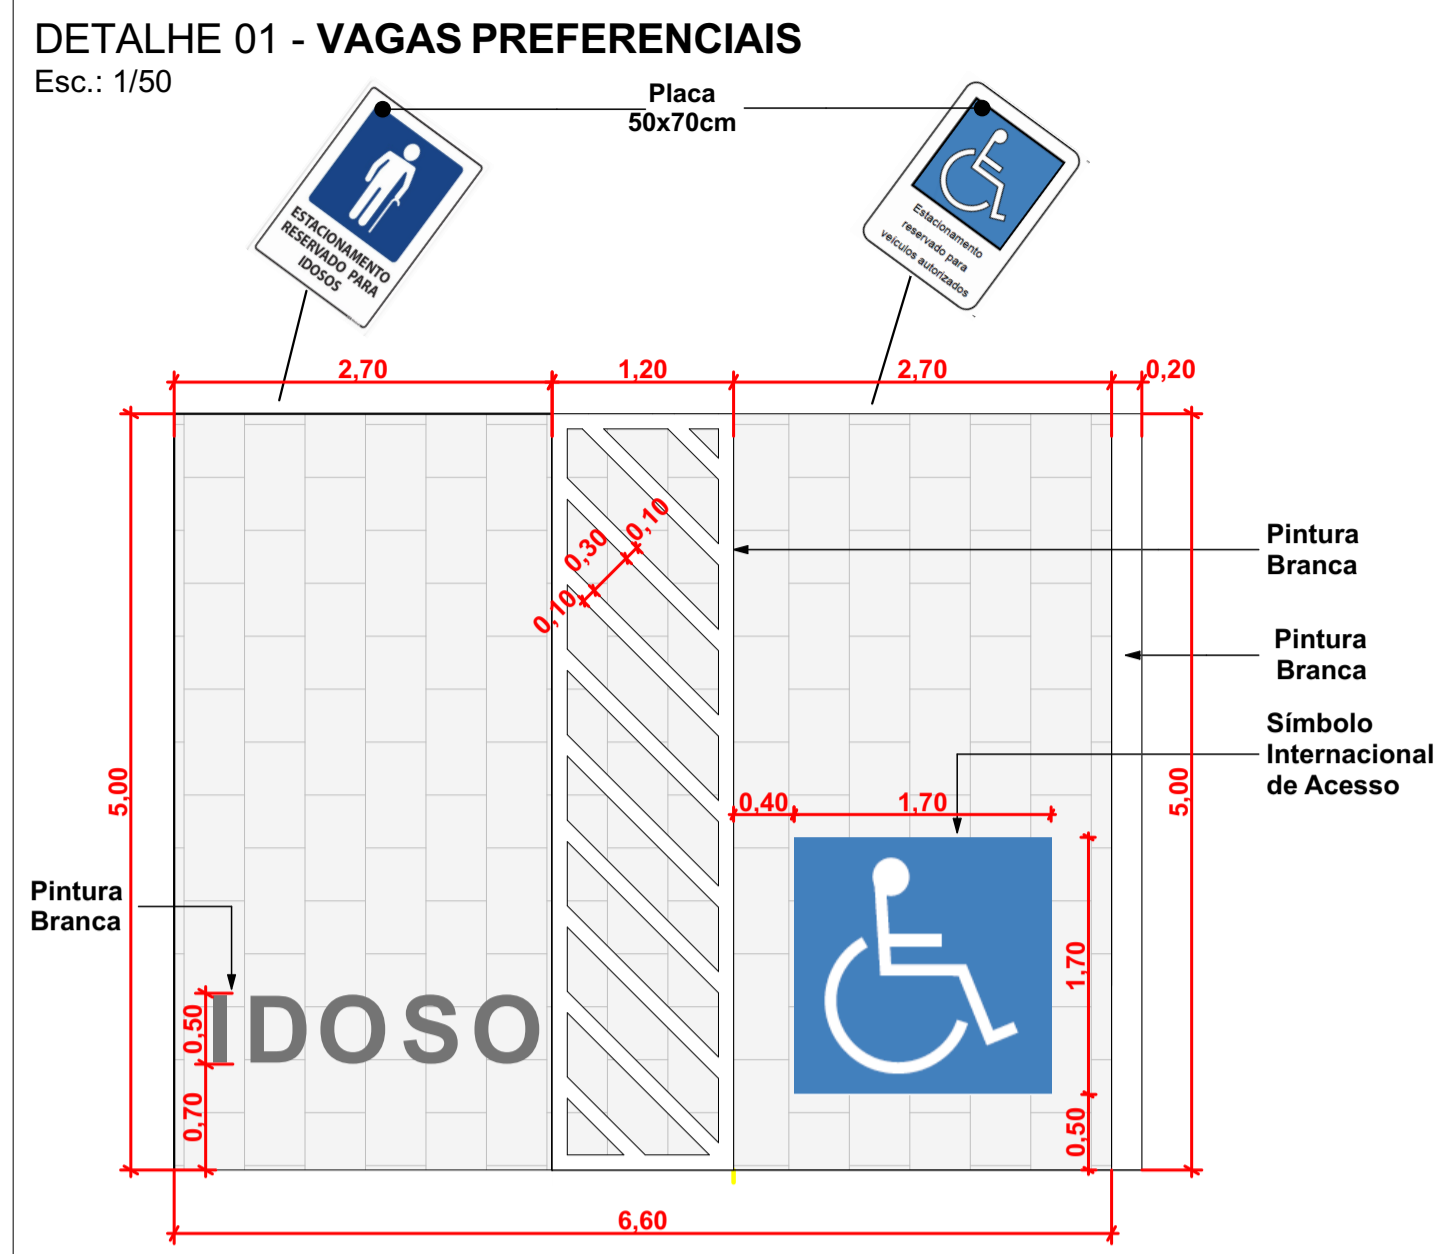 DETALHE 01 - VAGAS PREFERENCIAIS
Esc.: 1/50
Placa
50x70cm
ESTACIONAMENTO
RESERVADO PARA
IDOSOS
Estacionamento
reservado para
veículos autorizados
2,70
1,20
2,70
0,20
0,10
0,30
0,10
Pintura
Branca
Pintura
Branca
Símbolo
Internacional
de Acesso
5,00
5,00
0,40
1,70
Pintura
Branca
1,70
0,50
IDOSO
0,70
0,50
6,60